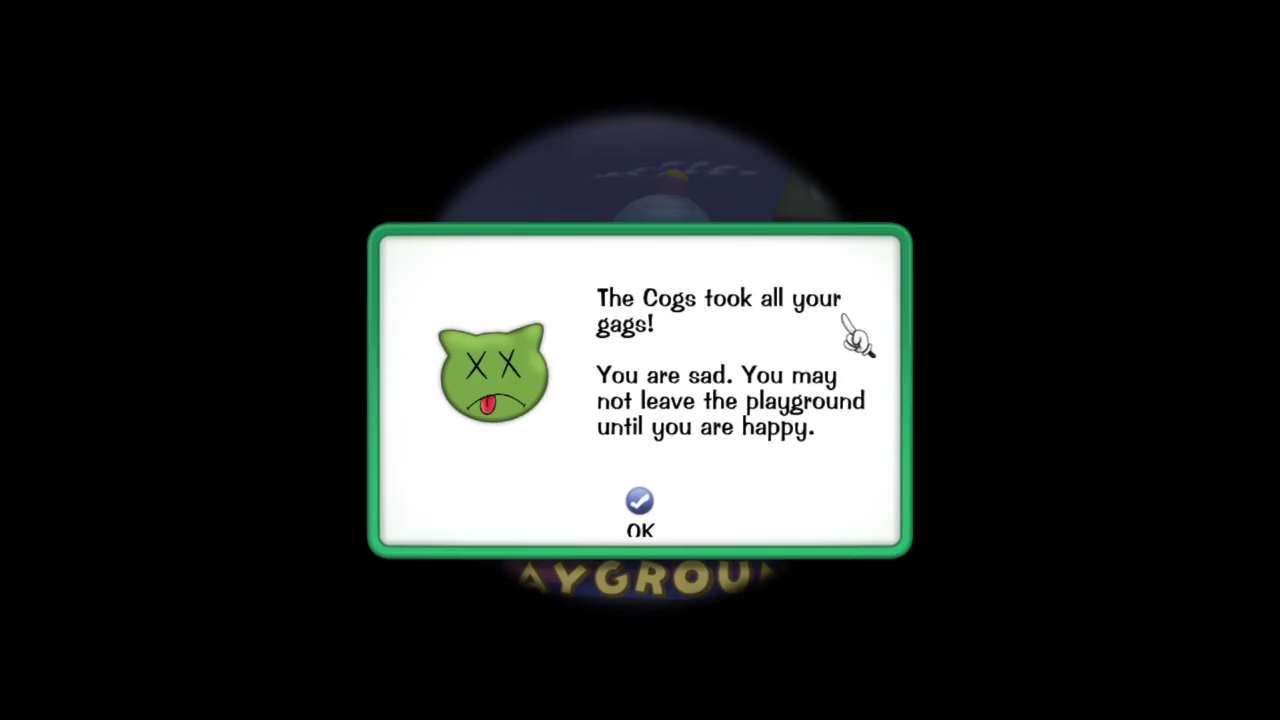 The Cogs took all your
gags!
You are sad. You may
not leave the playground
until you are happy.
OK
AYGROUN